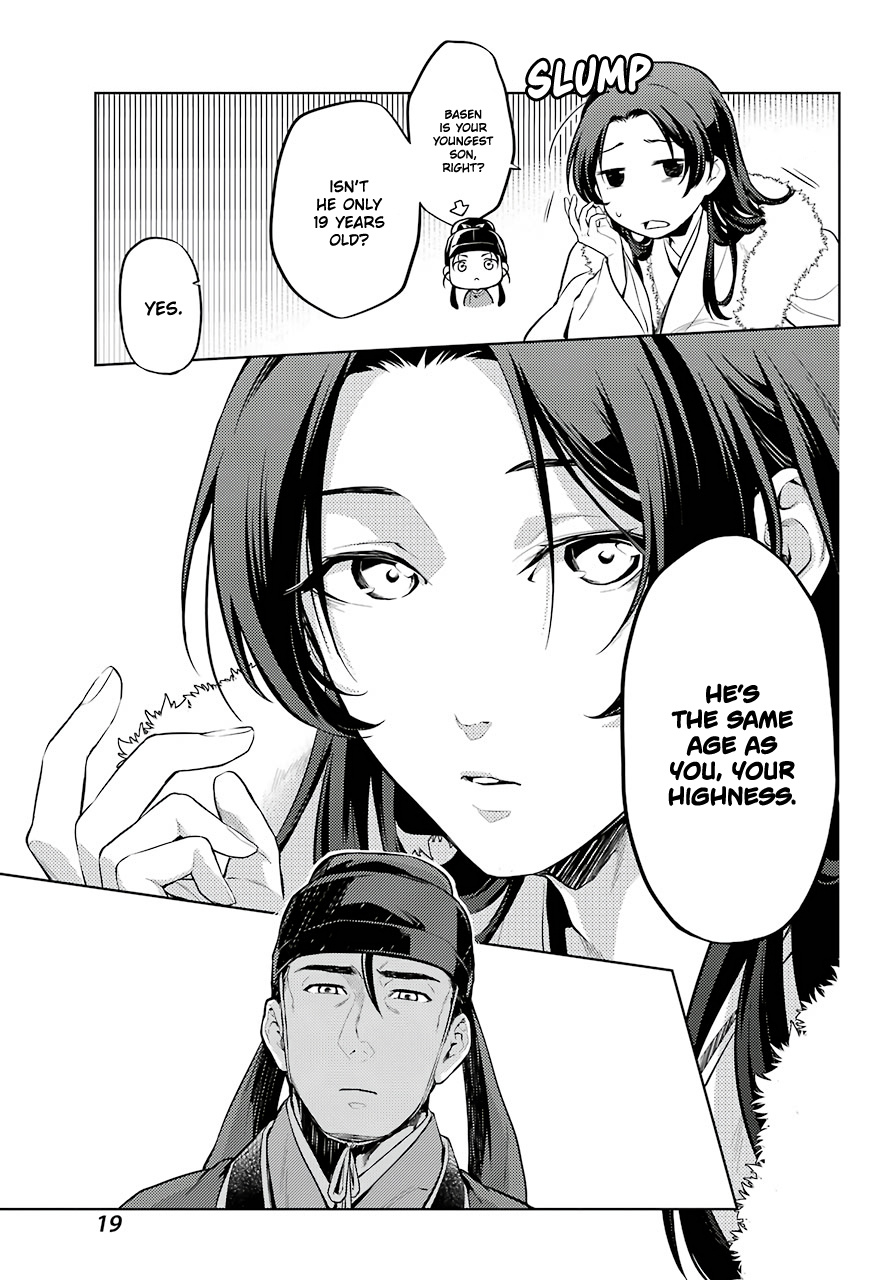 SLUMP
BASEN
IS YOUR
YOUNGEST
SON,
RIGHT?
ISN'T
HE ONLY
19 YEARS
OLD?
YES.
HE'S
THE SAME
AGE AS
YOU, YOUR
HIGHNESS.
19